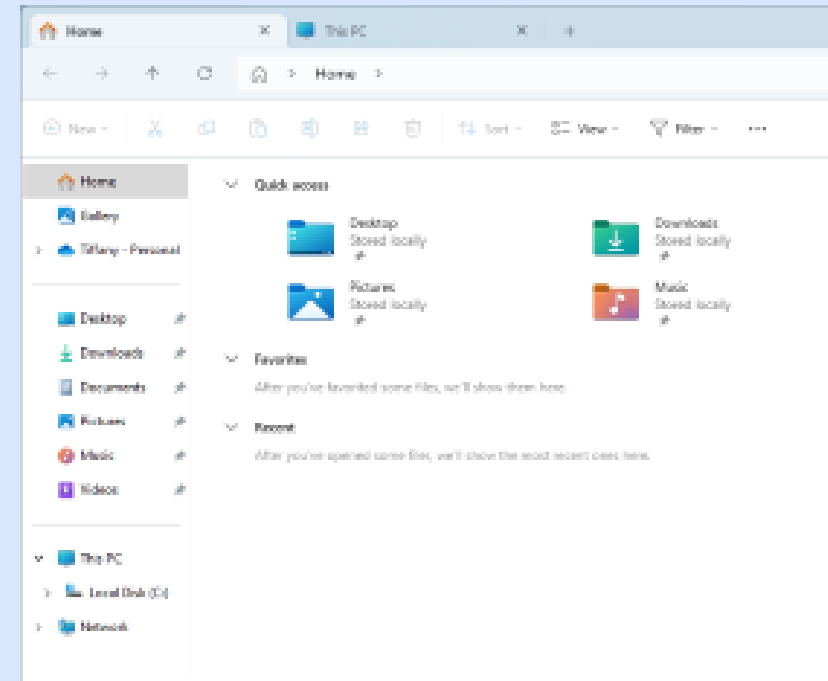 Home
This PC
Home
New
Sort
View
Filter
Home
Gallery
Tiffany - Personal
Desktop
Downloads
Documents
Pictures
Music
Videos
This PC
Local Disk (C:)
Network
Quick access
Desktop
Stored locally
Downloads
Stored locally
Pictures
Stored locally
Music
Stored locally
Favorites
After you've favorited some files, we'll show them here.
Recent
After you've opened some files, we'll show the most recent ones here.